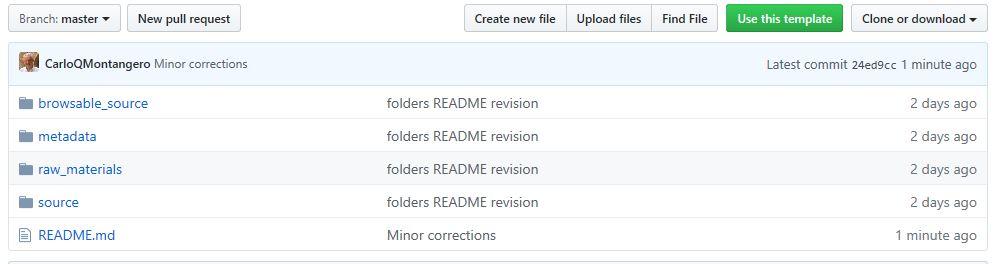 Branch: master New pull request Create new file Upload files Find File Use this template Clone or download
CarloQMontangero Minor corrections Latest commit 24ed9cc 1 minute ago
browsable_source folders README revision 2 days ago
metadata folders README revision 2 days ago
raw_materials folders README revision 2 days ago
source folders README revision 2 days ago
README.md Minor corrections 1 minute ago